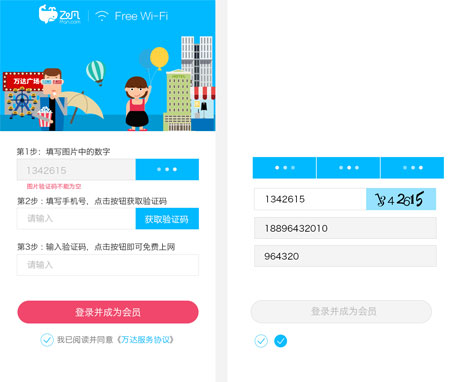 飞凡
ffan.com
Free Wi-Fi
万达广场
HOTEL
第1步：填写图片中的数字
1342615
图片验证码不能为空
第2步：填写手机号，点击按钮获取验证码
请输入
获取验证码
第3步：输入验证码，点击按钮即可免费上网
请输入
登录并成为会员
我已阅读并同意《万达服务协议》
1342615
18896432010
964320
登录并成为会员